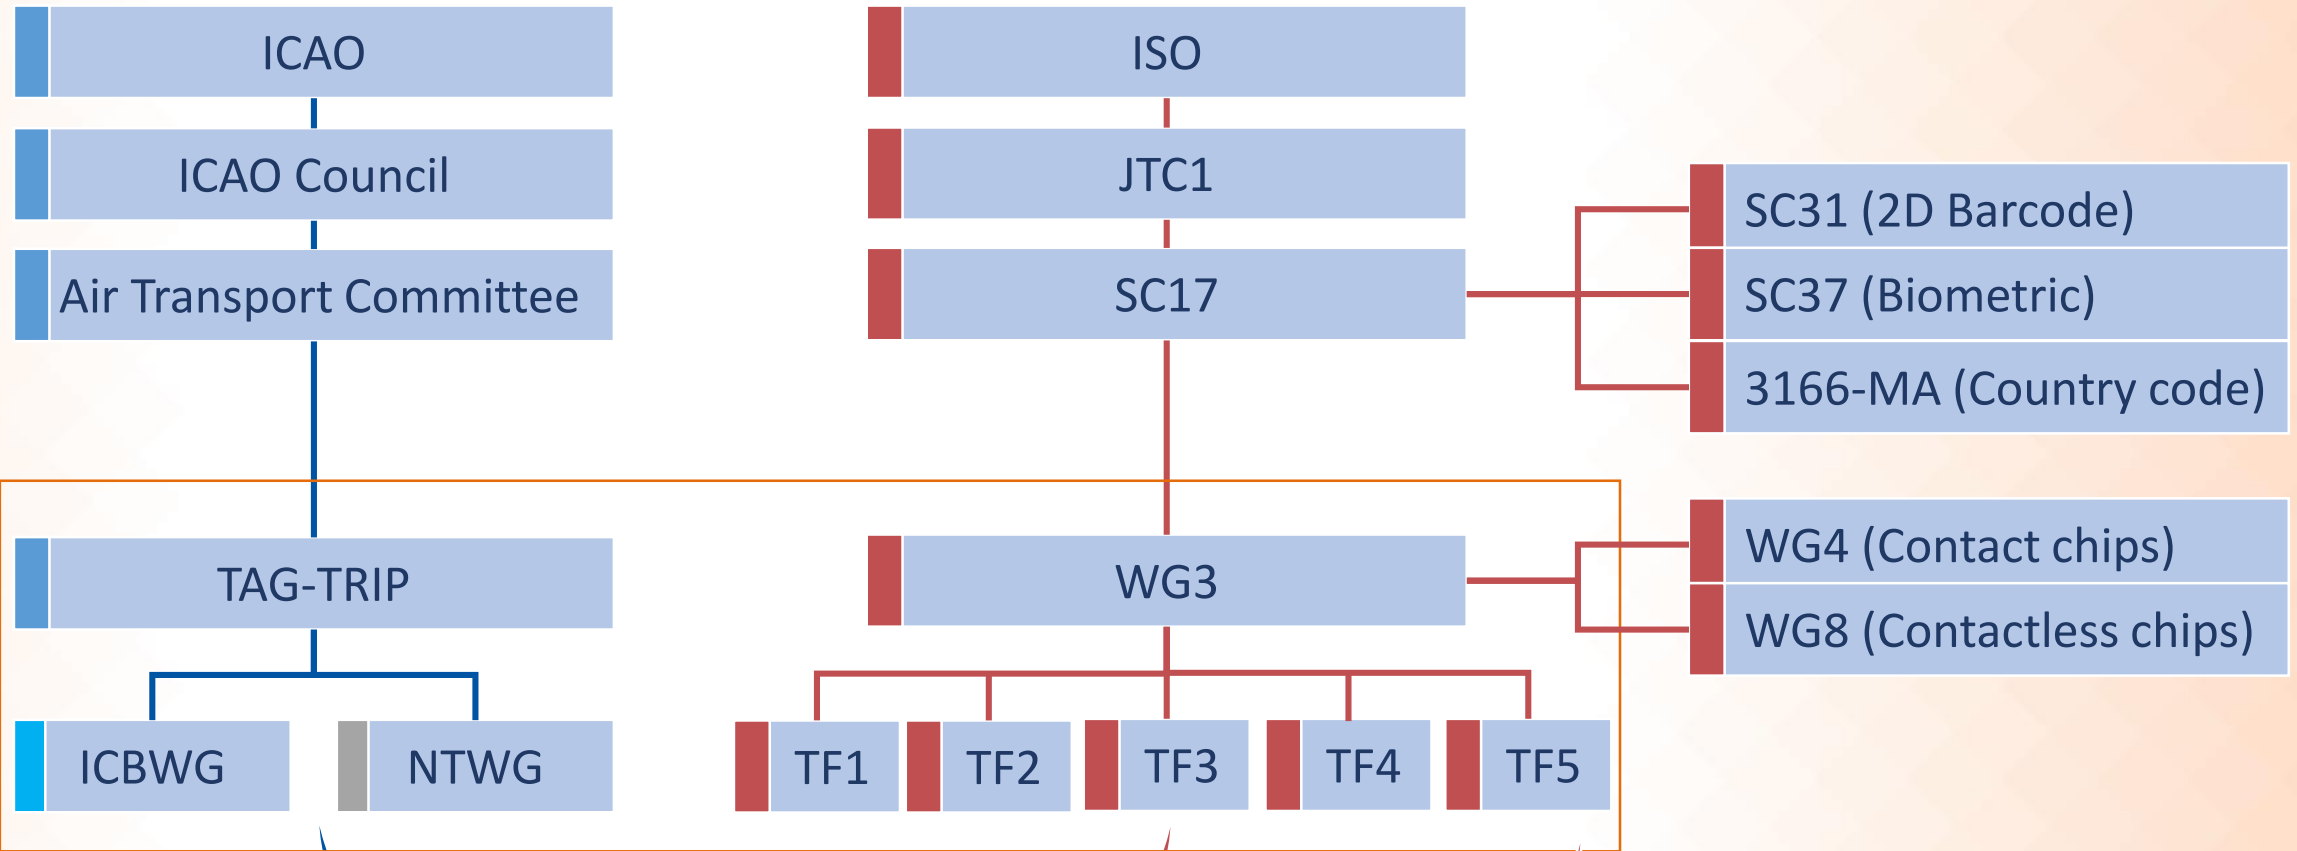 ICAO
ICAO Council
Air Transport Committee
TAG-TRIP
ICBWG
NTWG
ISO
JTC1
SC17
WG3
TF1
TF2
TF3
TF4
TF5
SC31 (2D Barcode)
SC37 (Biometric)
3166-MA (Country code)
WG4 (Contact chips)
WG8 (Contactless chips)